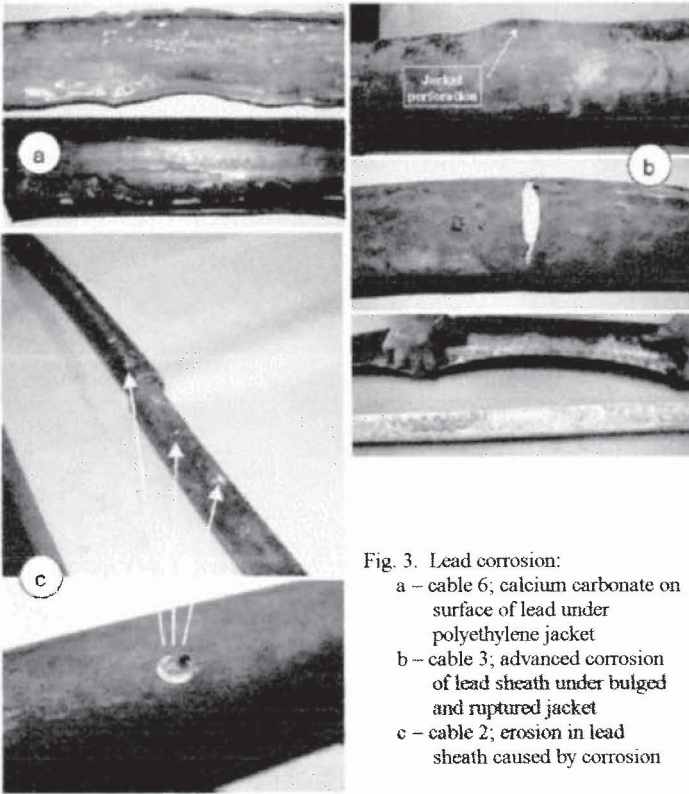 Jacket
perforation
a
b
c
Fig. 3. Lead corrosion:
a – cable 6; calcium carbonate on
surface of lead under
polyethylene jacket
b – cable 3; advanced corrosion
of lead sheath under bulged
and ruptured jacket
c – cable 2; erosion in lead
sheath caused by corrosion